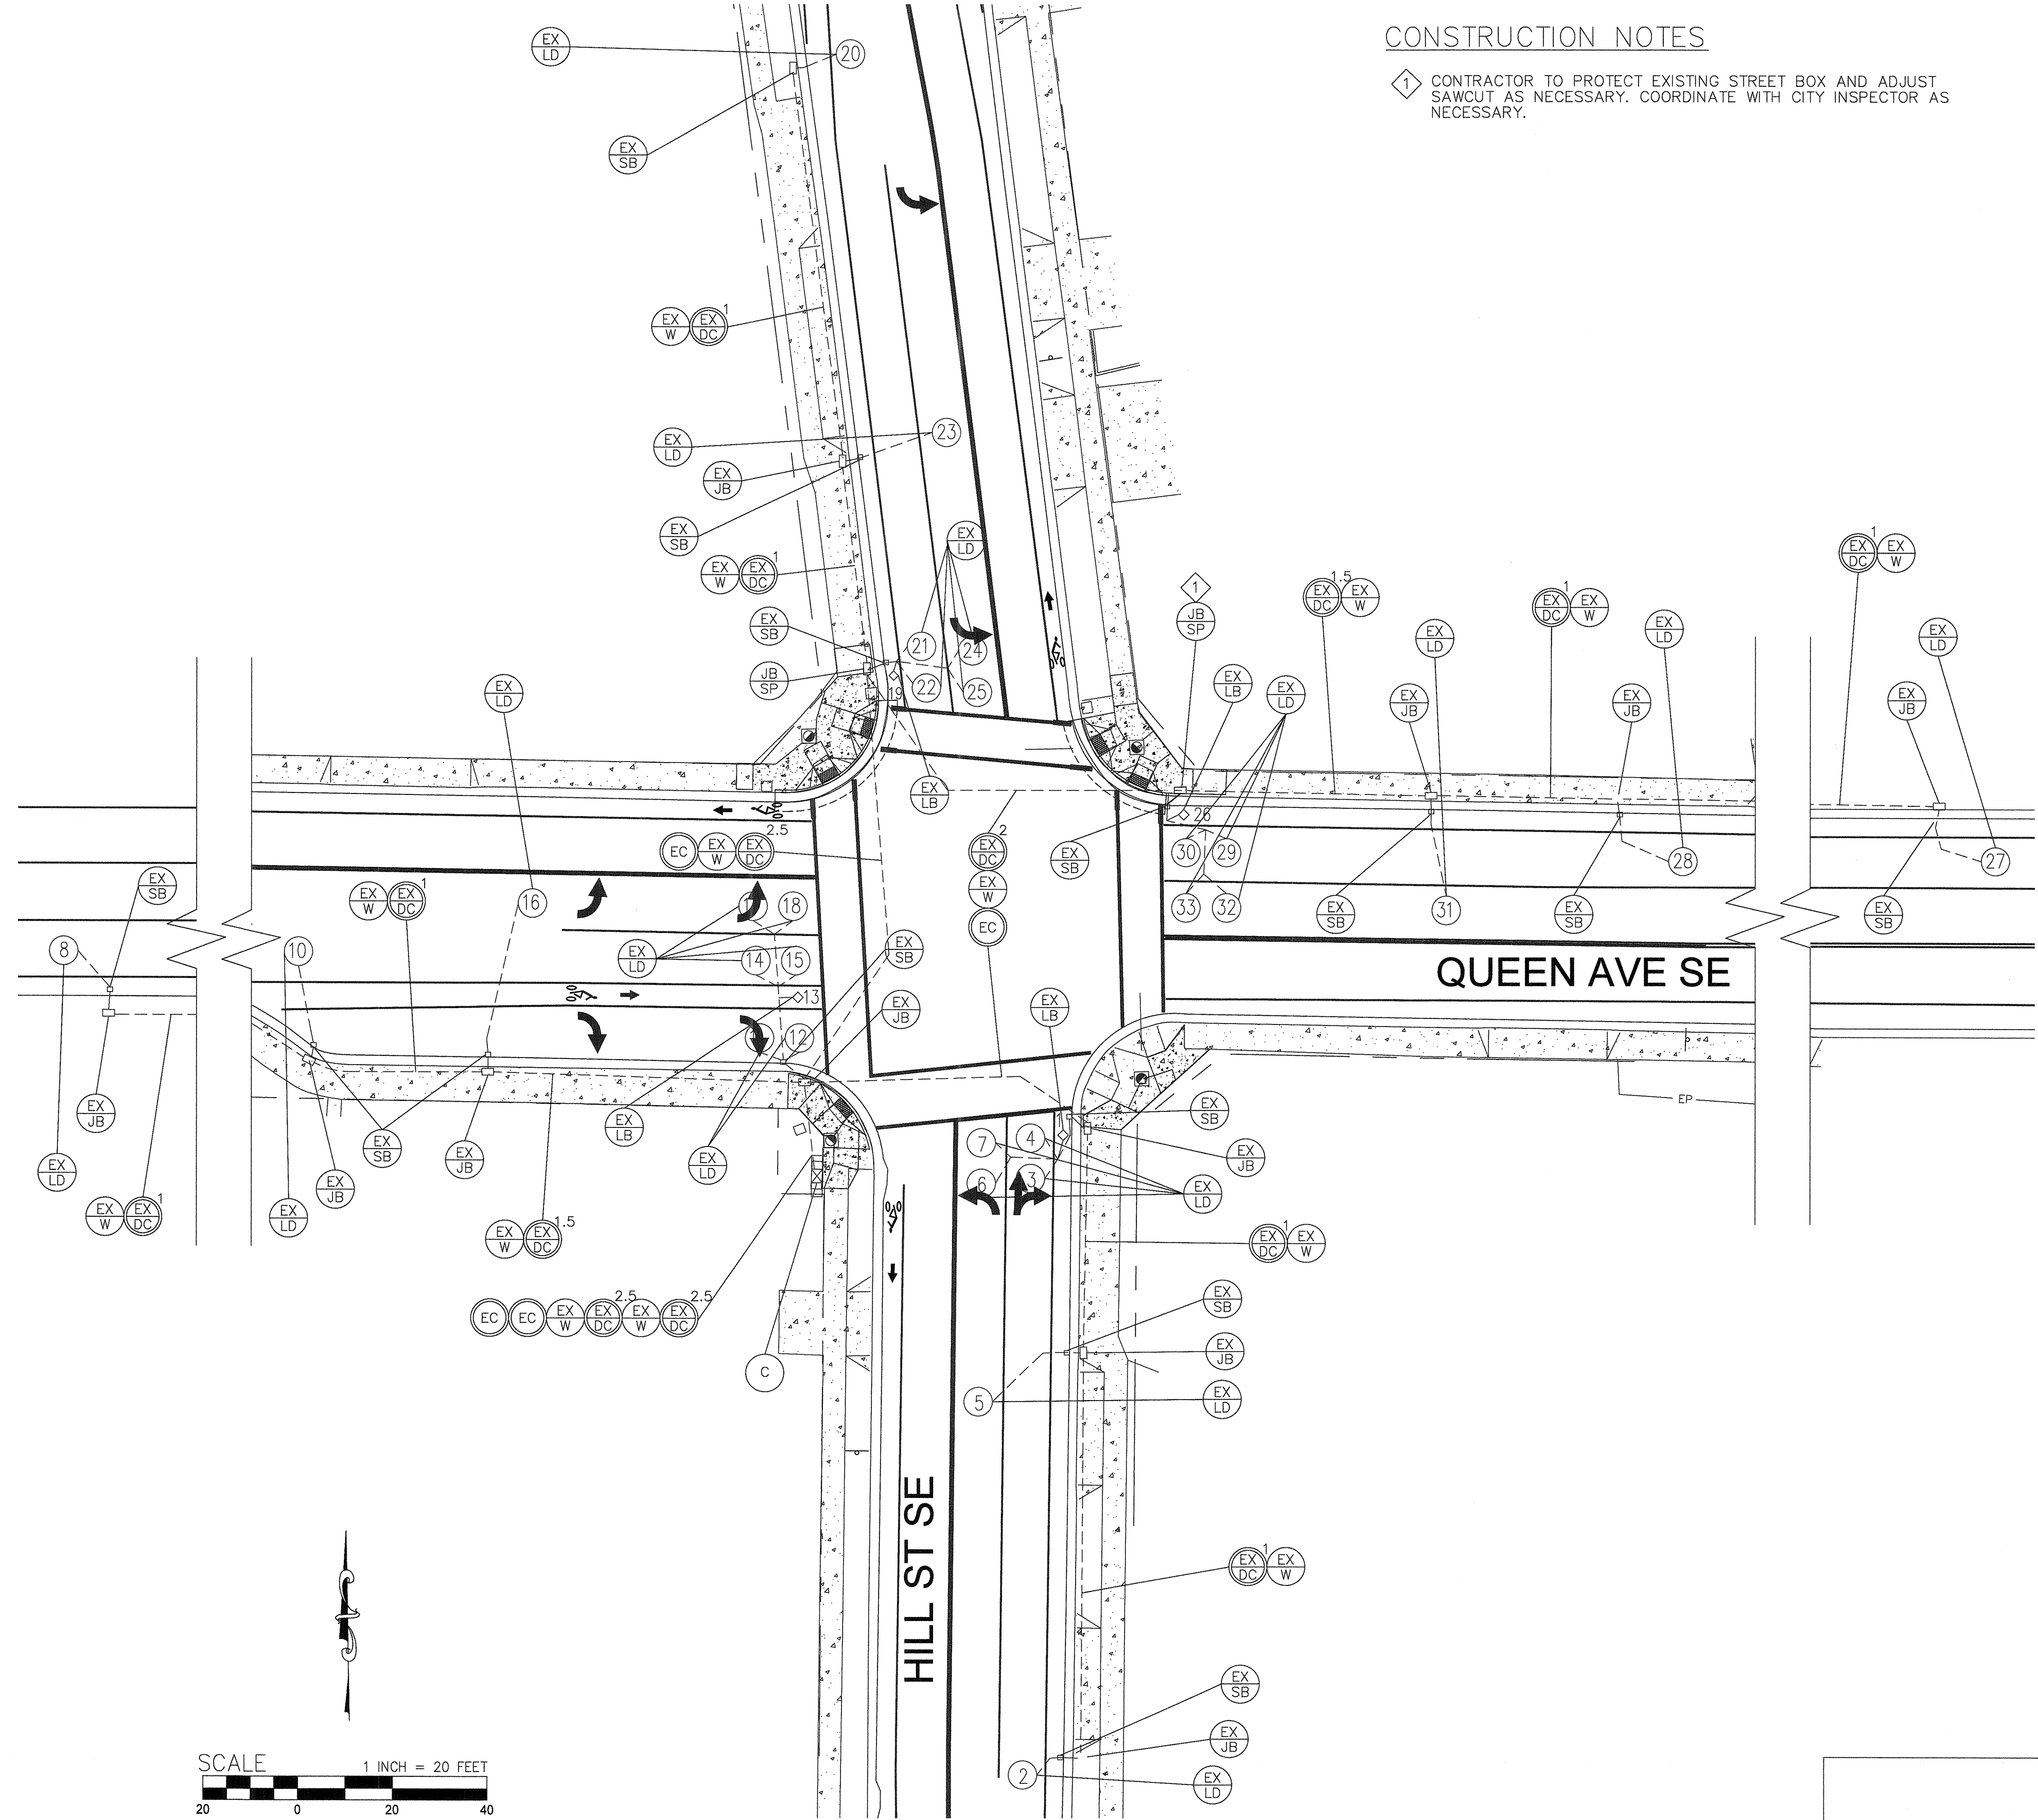 CONSTRUCTION NOTES
1 CONTRACTOR TO PROTECT EXISTING STREET BOX AND ADJUST
SAWCUT AS NECESSARY. COORDINATE WITH CITY INSPECTOR AS
NECESSARY.
EX LD
20
EX SB
EX W EX DC 1
EX LD
23
EX JB
EX SB
EX LD
EX W EX DC 1
EX SB
21
24
JB SP
22
25
19
EX LB
1
JB SP
EX LB
EX LD
EX DC 1.5 EX W
EX DC 1 EX W
EX LD
EX LD
EX JB
EX JB
EX DC 1 EX W
EX LD
EX JB
26
30
29
33
32
EX SB
EX SB
31
EX SB
28
EX SB
27
EX LD
EC EX W EX DC 2.5
EX DC 2
EX W
EC
EX SB
8
EX W EX DC 1
16
10
18
EX LD
14
15
13
12
EX SB
EX JB
EX LB
QUEEN AVE SE
EP
EX JB
EX LD
EX W EX DC 1
EX SB
EX JB
EX LD
EX JB
EX LB
EX LD
EX W EX DC 1.5
EC EC EX W EX DC 2.5 EX W EX DC 2.5
C
7
4
6
3
EX SB
EX JB
EX LD
EX DC 1 EX W
EX SB
EX JB
5
EX LD
HILL ST SE
EX DC 1 EX W
EX SB
EX JB
2
EX LD
SCALE 1 INCH = 20 FEET
20 0 20 40